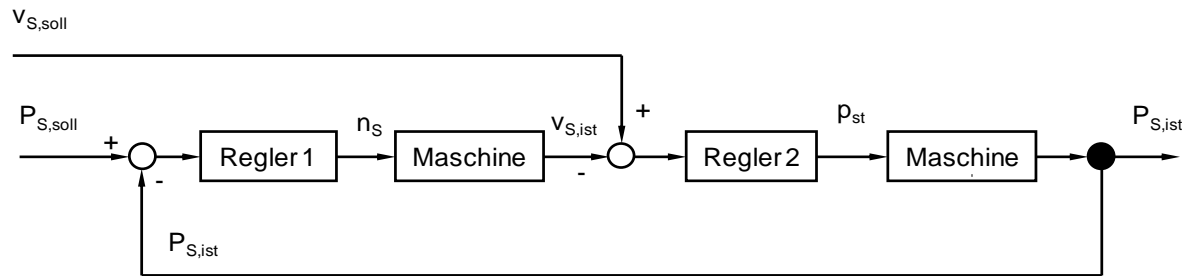 v_S,soll
P_S,soll
+
-
Regler 1
n_S
Maschine
v_S,ist
+
-
Regler 2
p_st
Maschine
P_S,ist
P_S,ist